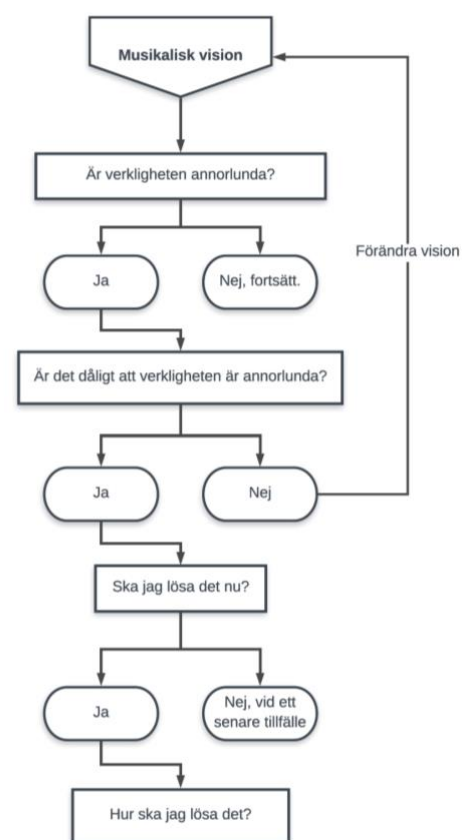 Musikalisk vision
Är verkligheten annorlunda?
Förändra vision
Ja
Nej, fortsätt.
Är det dåligt att verkligheten är annorlunda?
Ja
Nej
Ska jag lösa det nu?
Ja
Nej, vid ett
senare tillfälle
Hur ska jag lösa det?